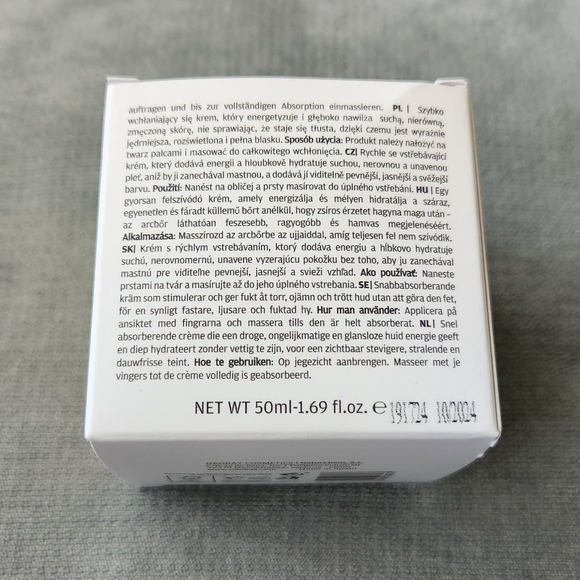 auftragen und bis zur vollständigen Absorption einmassieren. PL | Szybko
wchłaniający się krem, który energetyzuje i głęboko nawilża suchą, nierówną,
zmęczoną skórę, nie sprawiając, że staje się tłusta, dzięki czemu jest wyraźnie
jędrniejsza, rozświetlona i pełna blasku. Sposób użycia: Produkt należy nałożyć na
twarz palcami i masować do całkowitego wchłonięcia. CZ| Rychle se vstřebávající
krém, který dodává energii a hloubkově hydratuje suchou, nerovnou a unavenou
pleť, aniž by ji zanechával mastnou, a dodává jí viditelně pevnější, jasnější a svěžejší
barvu. Použití: Nanést na obličej a prsty masírovat do úplného vstřebání. HU | Egy
gyorsan felszívódó krém, amely energizálja és mélyen hidratálja a száraz,
egyenetlen és fáradt küllemű bőrt anélkül, hogy zsíros érzetet hagyna maga után –
az arcbőr láthatóan feszesebb, ragyogóbb és hamvas megjelenéséért.
Alkalmazása: Masszírozd az arcbőrbe az ujjaiddal, amíg teljesen fel nem szívódik.
SK| Krém s rýchlym vstrebávaním, ktorý dodáva energiu a hĺbkovo hydratuje
suchú, nerovnomernú, unavene vyzerajúcu pokožku bez toho, aby ju zanechával
mastnú pre viditeľne pevnejší, jasnejší a svieži vzhľad. Ako používať: Naneste
prstami na tvár a masírujte až do jeho úplného vstrebania. SE| Snabbabsorberande
kräm som stimulerar och ger fukt åt torr, ojämn och trött hud utan att göra den fet,
för en synligt fastare, ljusare och fuktad hy. Hur man använder: Applicera på
ansiktet med fingrarna och massera tills den är helt absorberat. NL | Snel
absorberende crème die een droge, ongelijkmatige en glansloze huid energie geeft
en diep hydrateert zonder vettig te zijn, voor een zichtbaar stevigere, stralende en
dauwfrisse teint. Hoe te gebruiken: Op jegezicht aanbrengen. Masseer met je
vingers tot de crème volledig is geabsorbeerd.
NET WT 50ml-1.69 fl.oz. ℮ 191724 10/2024